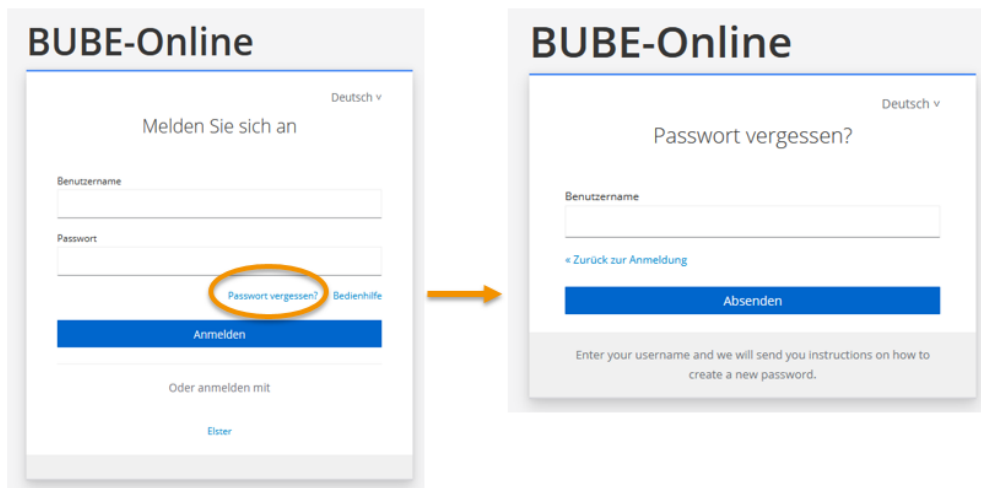 BUBE-Online
Deutsch v
Melden Sie sich an
Benutzername
Passwort
Passwort vergessen? Bedienhilfe
Anmelden
Oder anmelden mit
Elster
BUBE-Online
Deutsch v
Passwort vergessen?
Benutzername
« Zurück zur Anmeldung
Absenden
Enter your username and we will send you instructions on how to
create a new password.